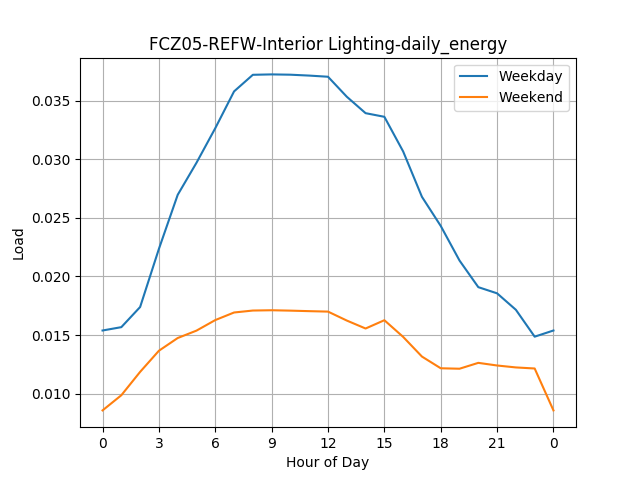 FCZ05-REFW-Interior Lighting-daily_energy
Weekday
Weekend
0.035
0.030
0.025
0.020
0.015
0.010
Load
0 3 6 9 12 15 18 21 0
Hour of Day